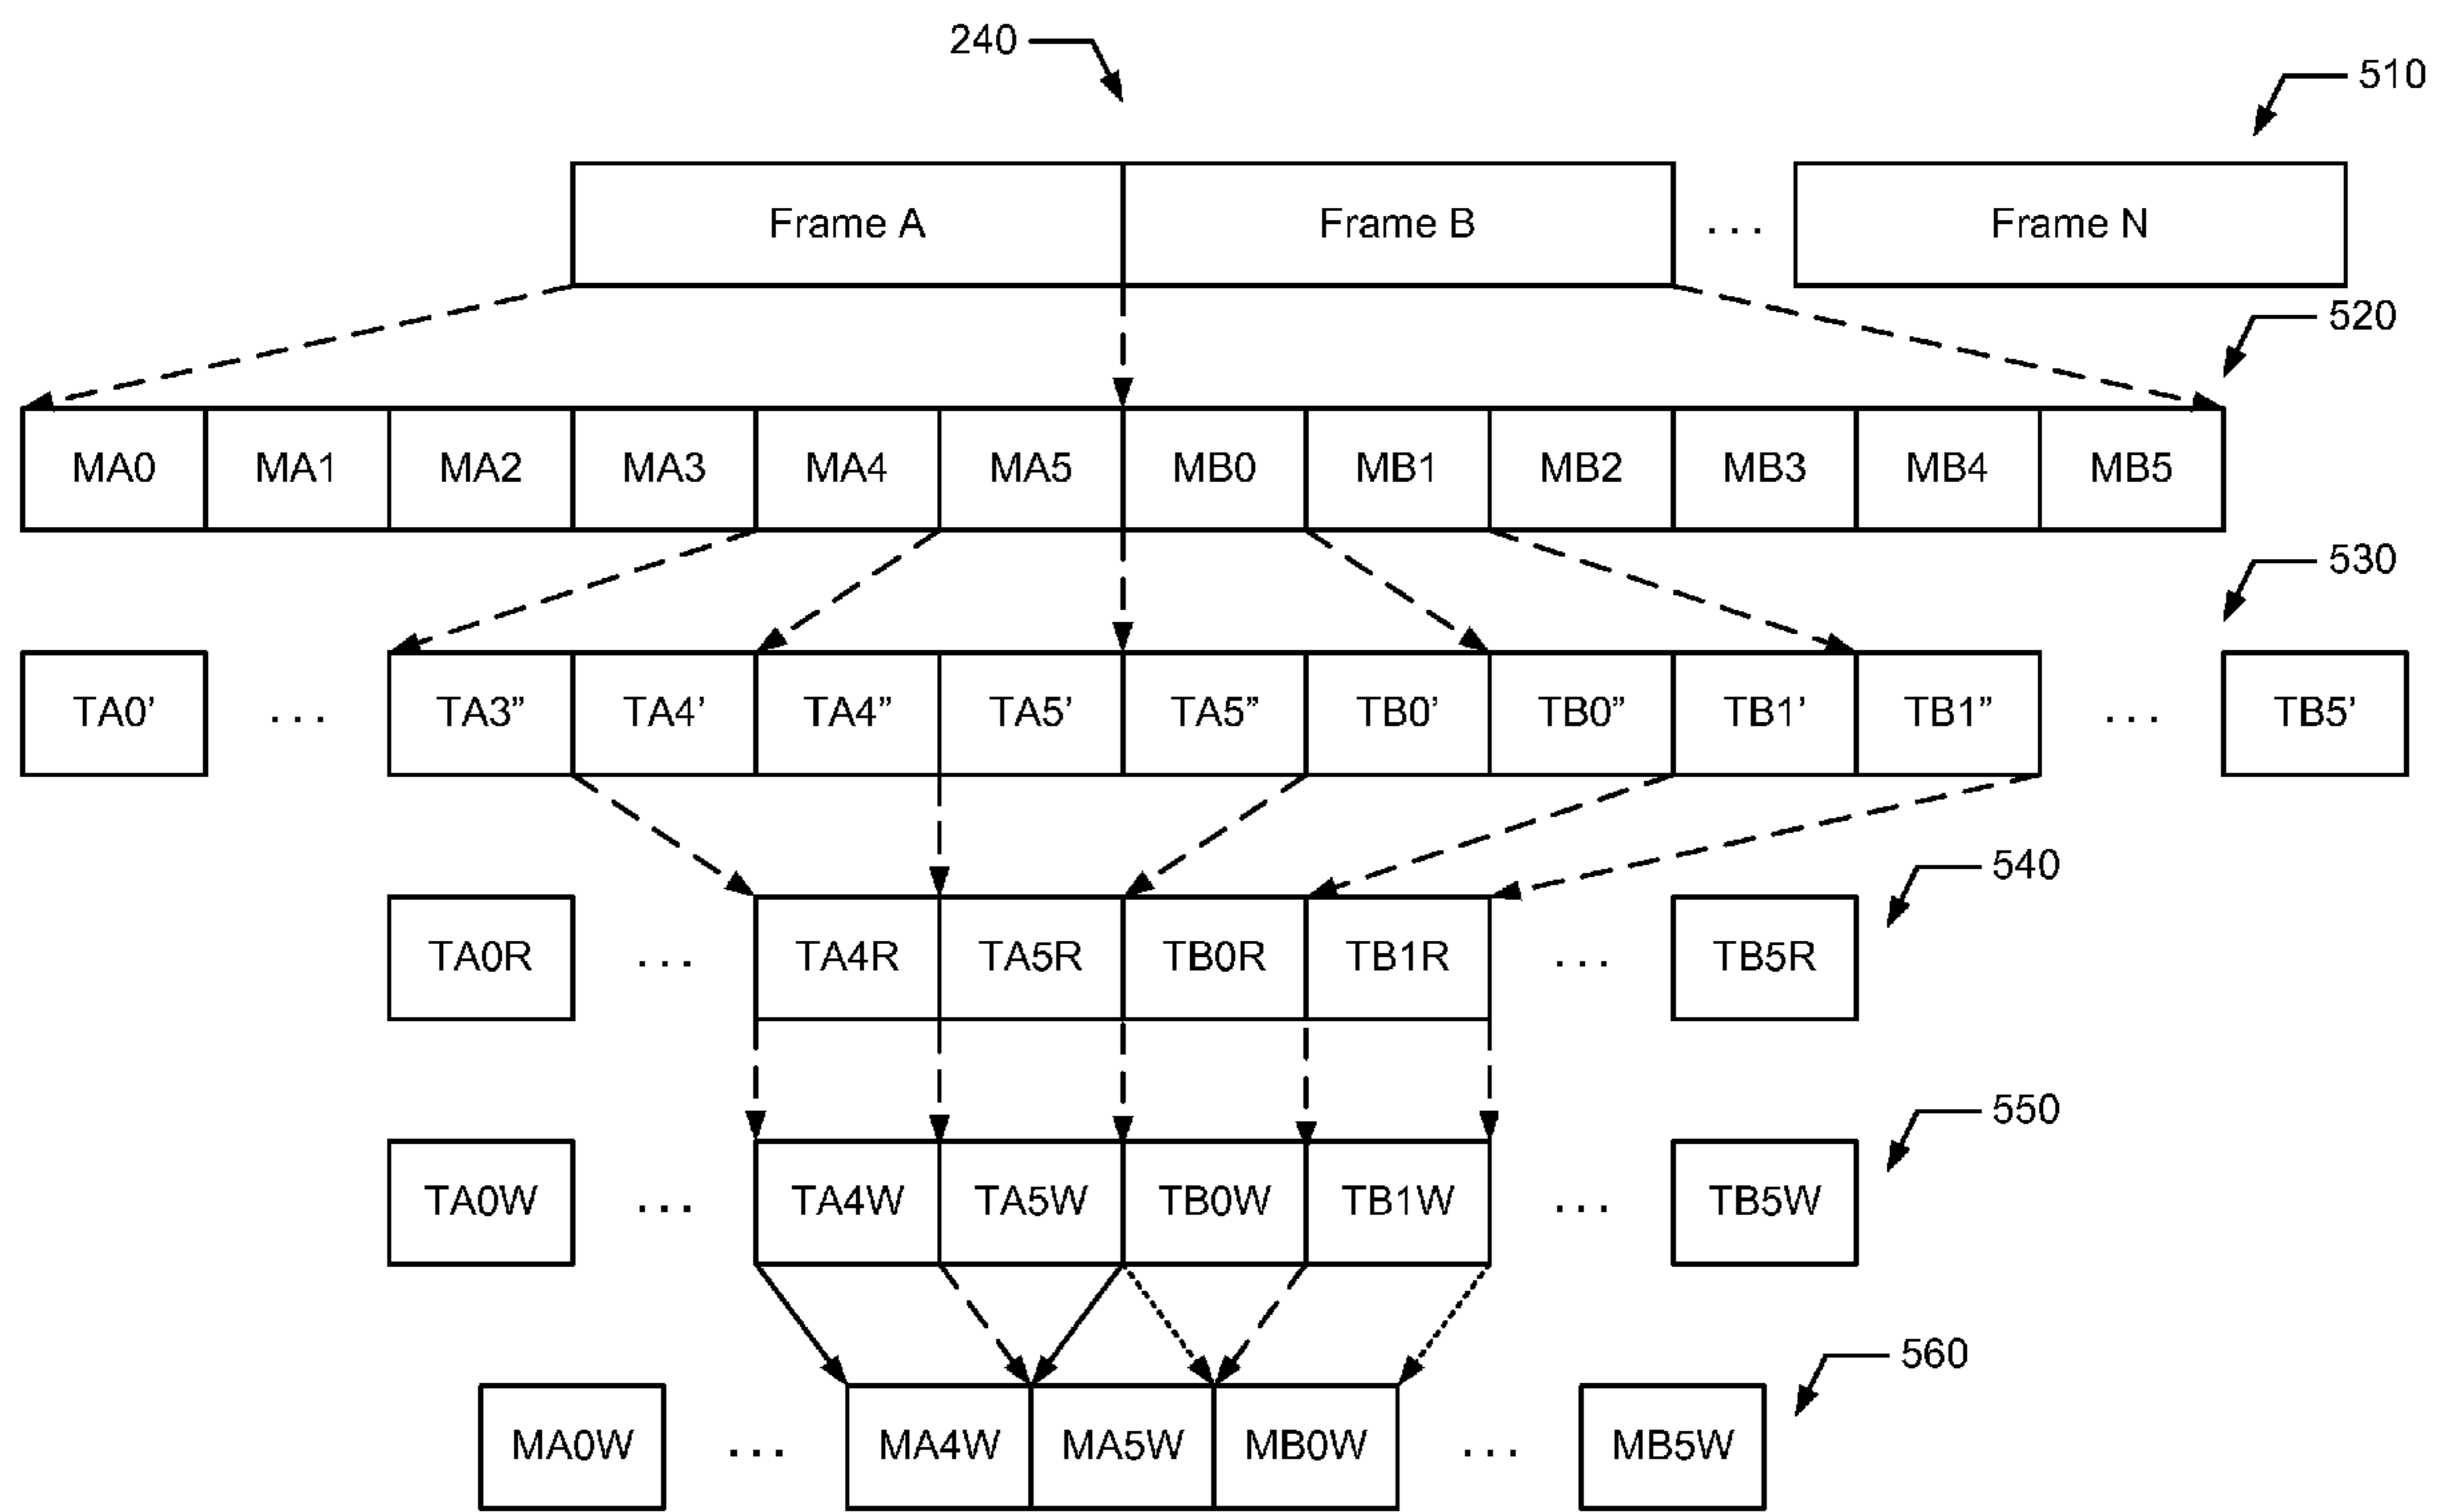 240
510
Frame A Frame B ... Frame N
520
MA0 MA1 MA2 MA3 MA4 MA5 MB0 MB1 MB2 MB3 MB4 MB5
530
TA0’ ... TA3” TA4’ TA4” TA5’ TA5” TB0’ TB0” TB1’ TB1” ... TB5’
540
TA0R ... TA4R TA5R TB0R TB1R ... TB5R
550
TA0W ... TA4W TA5W TB0W TB1W ... TB5W
560
MA0W ... MA4W MA5W MB0W ... MB5W